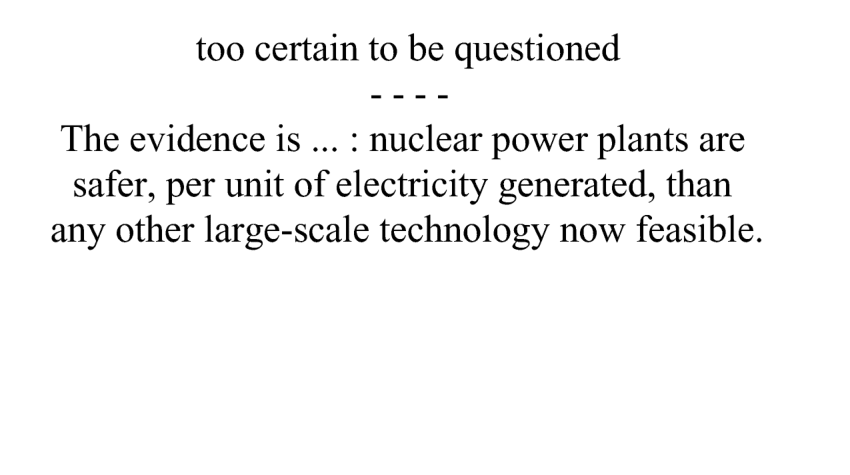 too certain to be questioned
- - - -
The evidence is ... : nuclear power plants are
safer, per unit of electricity generated, than
any other large-scale technology now feasible.